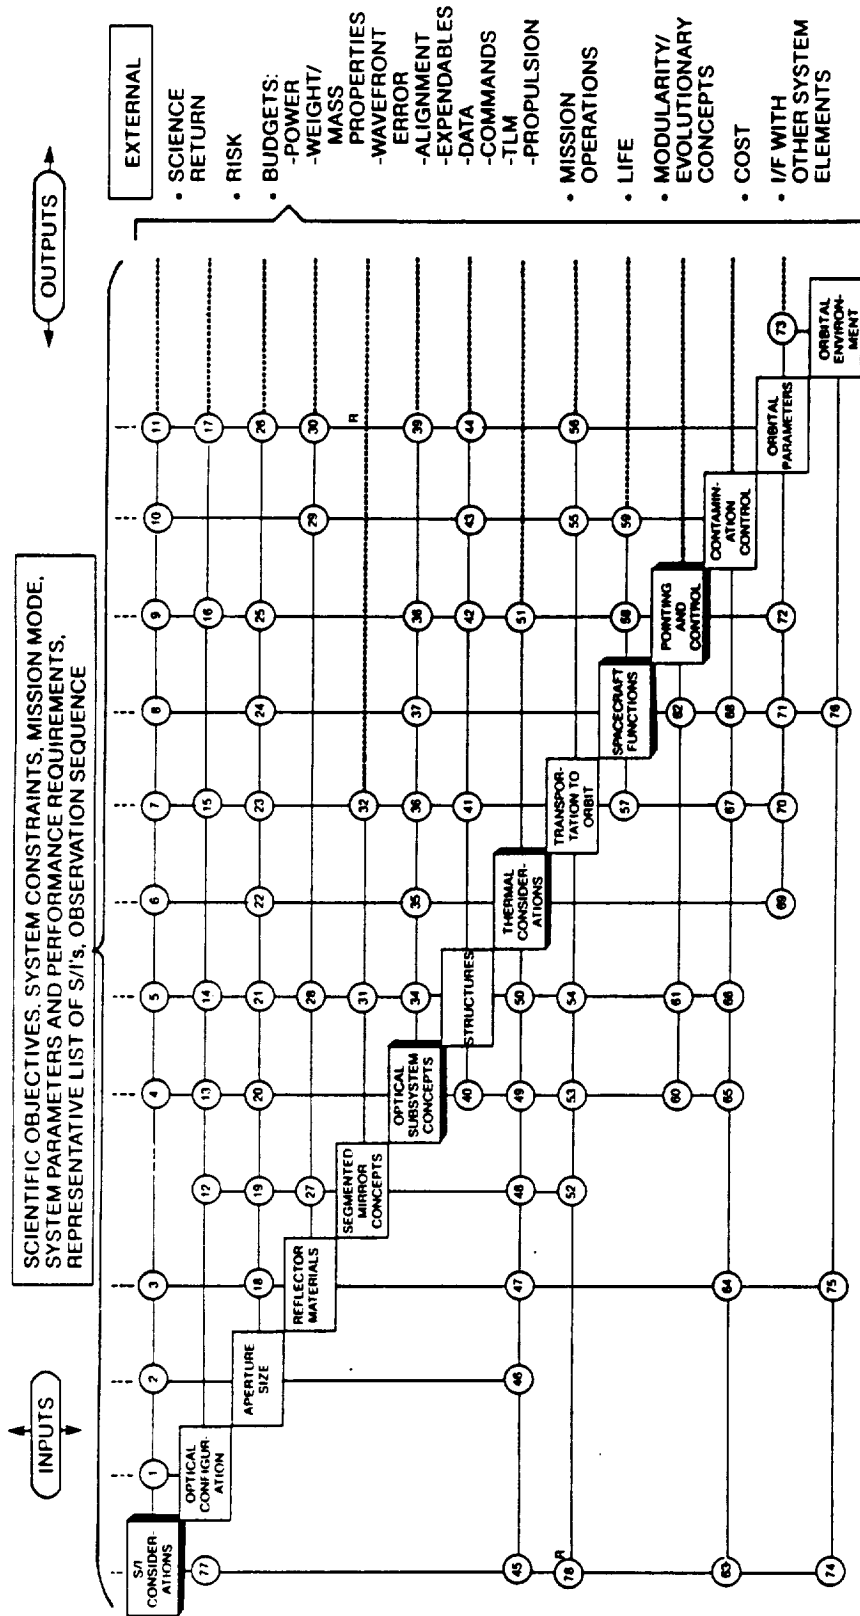 INPUTS
OUTPUTS
SCIENTIFIC OBJECTIVES, SYSTEM CONSTRAINTS, MISSION MODE,
SYSTEM PARAMETERS AND PERFORMANCE REQUIREMENTS,
REPRESENTATIVE LIST OF S/I's, OBSERVATION SEQUENCE
S/I
CONSIDER-
ATIONS
1 2 3 4 5 6 7 8 9 10 11
77
OPTICAL
CONFIGUR-
ATION
12 13 14 15 16 17
APERTURE
SIZE
18 19 20 21 22 23 24 25 26
REFLECTOR
MATERIALS
27 28 29 30
SEGMENTED
MIRROR
CONCEPTS
31 32 R
OPTICAL
SUBSYSTEM
CONCEPTS
34 35 36 37 38 39
40
STRUCTURES
41 42 43 44
45 46 47 48 49 50
THERMAL
CONSIDER-
ATIONS
51
78 R 52 53 54
TRANSPOR-
TATION TO
ORBIT
55 56
57
SPACECRAFT
FUNCTIONS
58 59
60 61 62
POINTING
AND
CONTROL
63 64 65 66 67 68
CONTAMIN-
ATION
CONTROL
69 70 71 72
ORBITAL
PARAMETERS
73
74 75 76
ORBITAL
ENVIRON-
MENT
EXTERNAL
• SCIENCE
RETURN
• RISK
• BUDGETS:
-POWER
-WEIGHT/
MASS
PROPERTIES
-WAVEFRONT
ERROR
-ALIGNMENT
-EXPENDABLES
-DATA
-COMMANDS
-TLM
-PROPULSION
• MISSION
OPERATIONS
• LIFE
• MODULARITY/
EVOLUTIONARY
CONCEPTS
• COST
• I/F WITH
OTHER SYSTEM
ELEMENTS